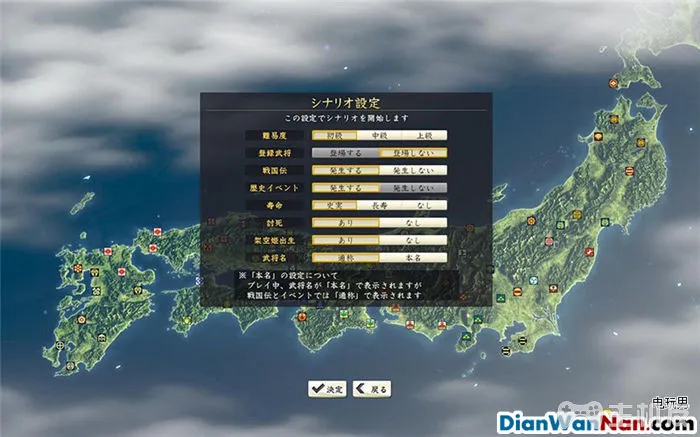 シナリオ設定
この設定でシナリオを開始します
難易度 初級 中級 上級
登録武将 登場する 登場しない
戦国伝 発生する 発生しない
歴史イベント 発生する 発生しない
寿命 史実 長寿 なし
討死 あり なし
架空姫出生 あり なし
武将名 通称 本名
※「本名」の設定について
プレイ中、武将名が「本名」で表示されますが
戦国伝とイベントでは「通称」で表示されます
決定 戻る
电玩男
DianWanNan.com